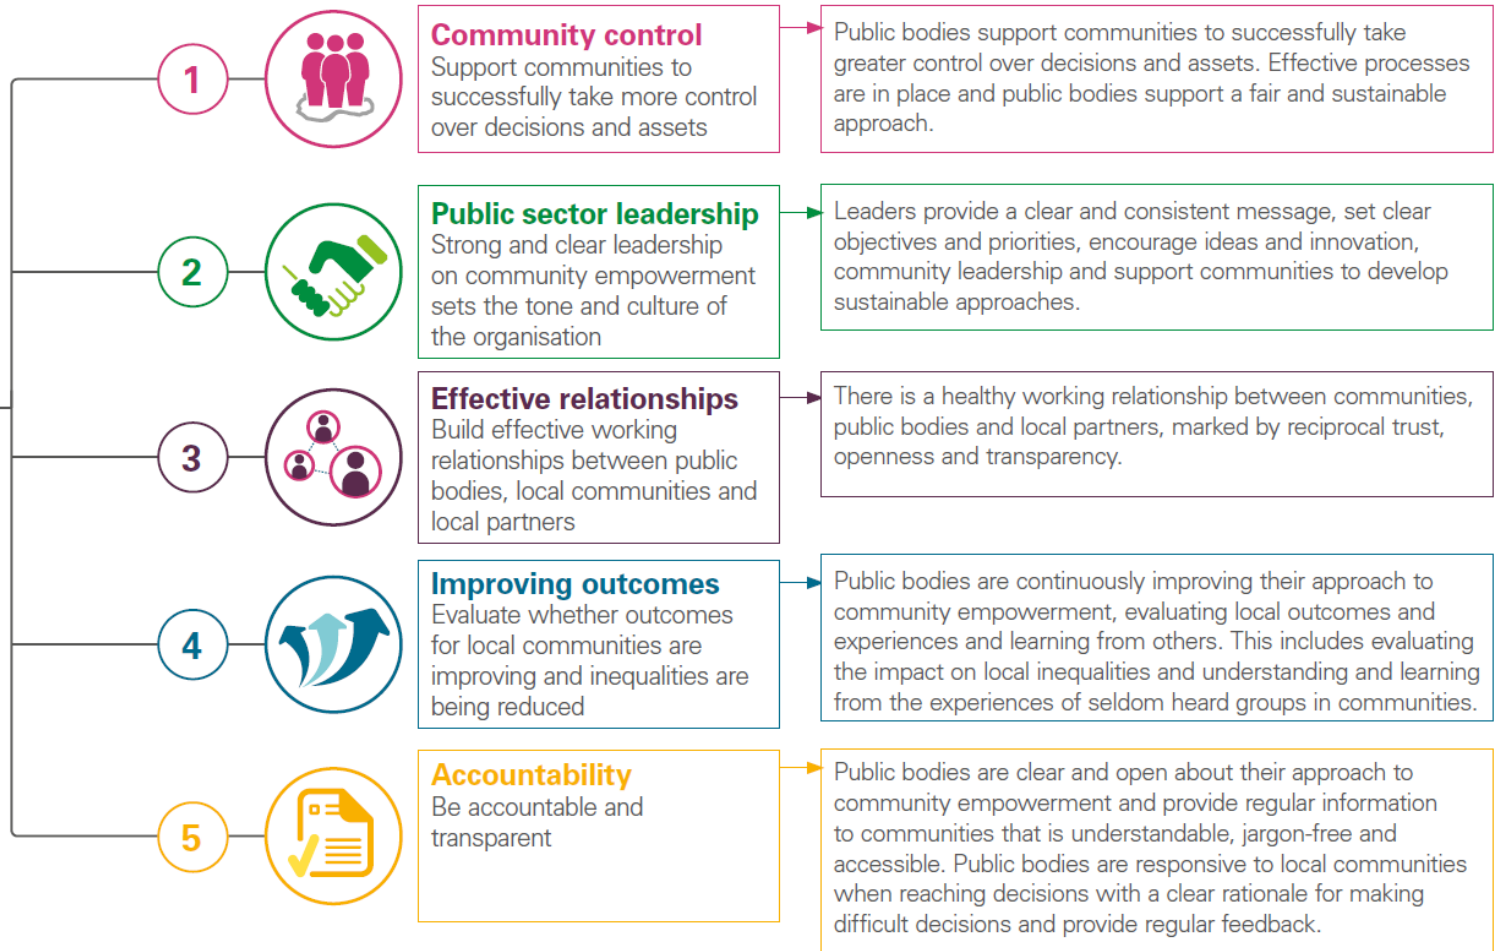 1
Community control
Support communities to
successfully take more control
over decisions and assets
Public bodies support communities to successfully take
greater control over decisions and assets. Effective processes
are in place and public bodies support a fair and sustainable
approach.
2
Public sector leadership
Strong and clear leadership
on community empowerment
sets the tone and culture of
the organisation
Leaders provide a clear and consistent message, set clear
objectives and priorities, encourage ideas and innovation,
community leadership and support communities to develop
sustainable approaches.
3
Effective relationships
Build effective working
relationships between public
bodies, local communities and
local partners
There is a healthy working relationship between communities,
public bodies and local partners, marked by reciprocal trust,
openness and transparency.
4
Improving outcomes
Evaluate whether outcomes
for local communities are
improving and inequalities are
being reduced
Public bodies are continuously improving their approach to
community empowerment, evaluating local outcomes and
experiences and learning from others. This includes evaluating
the impact on local inequalities and understanding and learning
from the experiences of seldom heard groups in communities.
5
Accountability
Be accountable and
transparent
Public bodies are clear and open about their approach to
community empowerment and provide regular information
to communities that is understandable, jargon-free and
accessible. Public bodies are responsive to local communities
when reaching decisions with a clear rationale for making
difficult decisions and provide regular feedback.